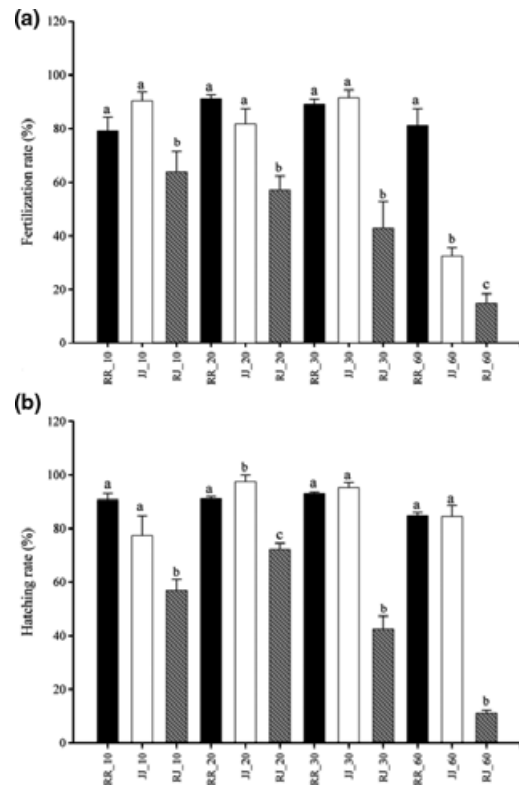 (a)
120
100
80
60
40
20
0
Fertilization rate (%)
a a b a a b a a b a b c
RR_10 JJ_10 RJ_10 RR_20 JJ_20 RJ_20 RR_30 JJ_30 RJ_30 RR_60 JJ_60 RJ_60
(b)
120
100
80
60
40
20
0
Hatching rate (%)
a a b a b c a a b a a b
RR_10 JJ_10 RJ_10 RR_20 JJ_20 RJ_20 RR_30 JJ_30 RJ_30 RR_60 JJ_60 RJ_60